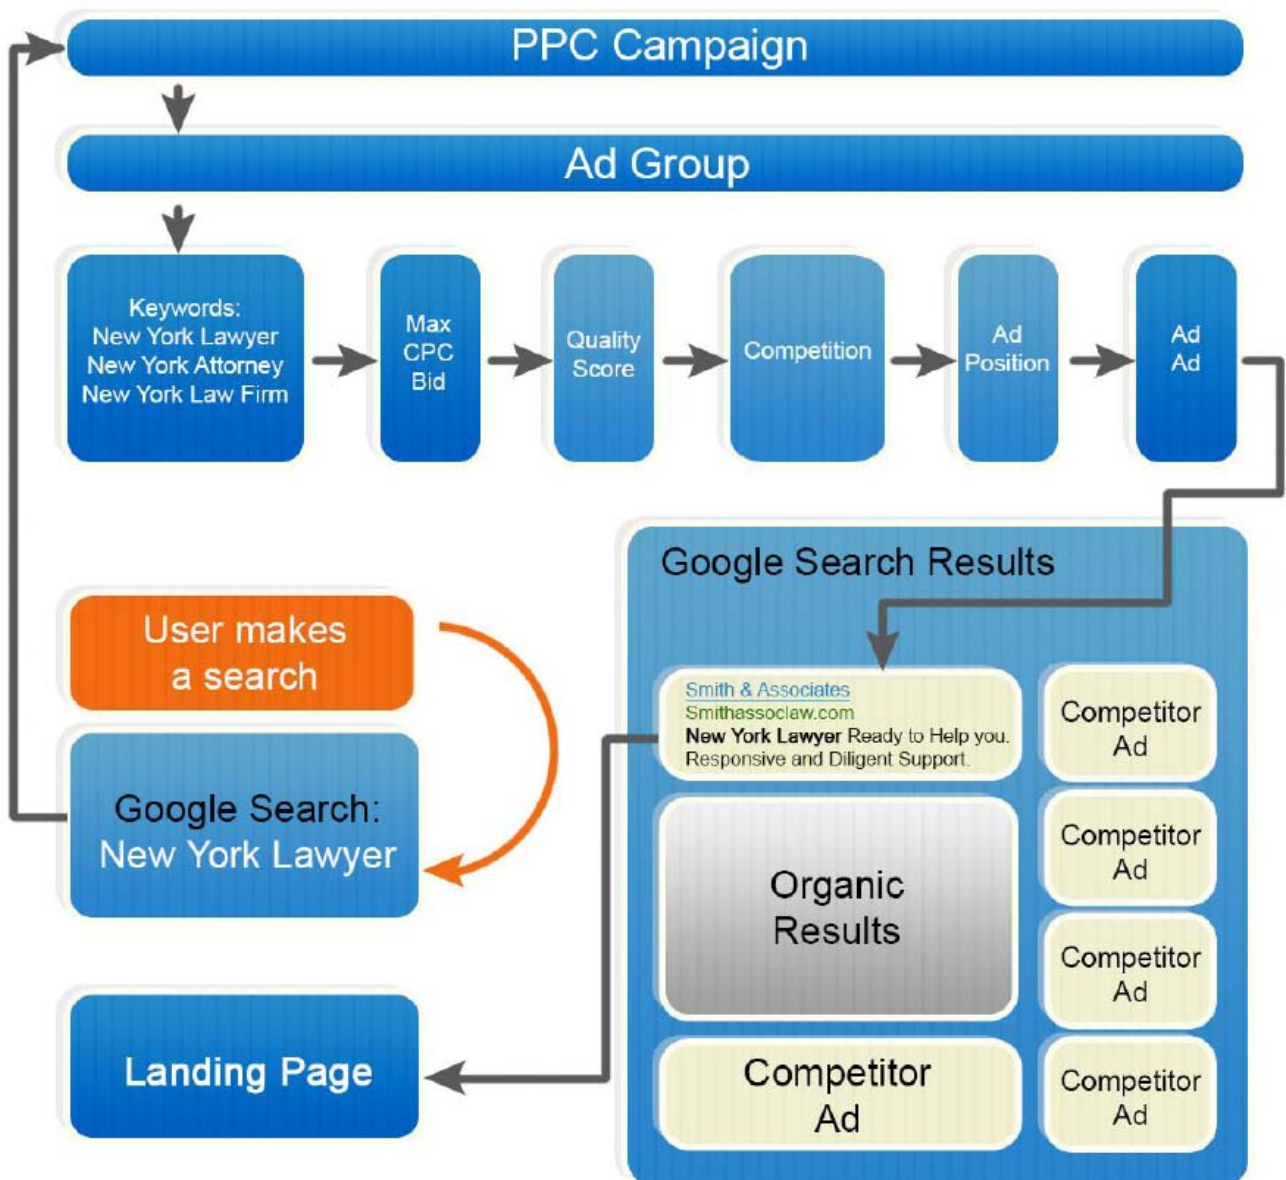 PPC Campaign
Ad Group
Keywords:
New York Lawyer
New York Attorney
New York Law Firm
Max
CPC
Bid
Quality
Score
Competition
Ad
Position
Ad
Ad
User makes
a search
Google Search:
New York Lawyer
Landing Page
Google Search Results
Smith & Associates
Smithassoclaw.com
New York Lawyer Ready to Help you.
Responsive and Diligent Support.
Organic
Results
Competitor
Ad
Competitor
Ad
Competitor
Ad
Competitor
Ad
Competitor
Ad